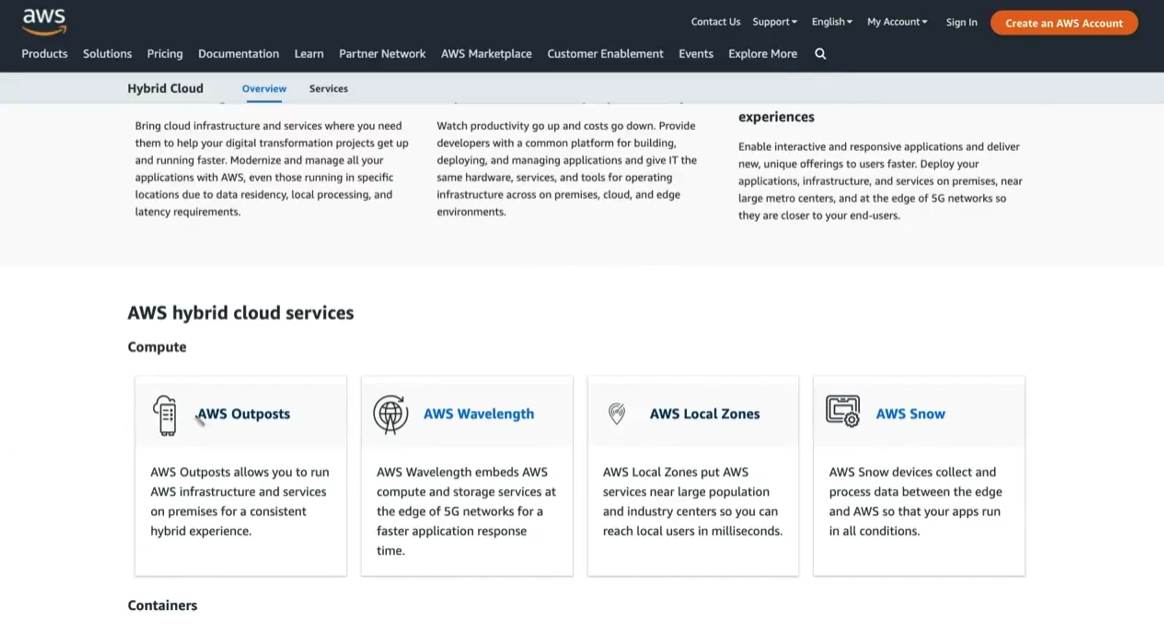 aws
Contact Us Support English My Account Sign In Create an AWS Account
Products Solutions Pricing Documentation Learn Partner Network AWS Marketplace Customer Enablement Events Explore More
Hybrid Cloud Overview Services
experiences
Bring cloud infrastructure and services where you need
them to help your digital transformation projects get up
and running faster. Modernize and manage all your
applications with AWS, even those running in specific
locations due to data residency, local processing, and
latency requirements.
Watch productivity go up and costs go down. Provide
developers with a common platform for building,
deploying, and managing applications and give IT the
same hardware, services, and tools for operating
infrastructure across on premises, cloud, and edge
environments.
Enable interactive and responsive applications and deliver
new, unique offerings to users faster. Deploy your
applications, infrastructure, and services on premises, near
large metro centers, and at the edge of 5G networks so
they are closer to your end-users.
AWS hybrid cloud services
Compute
AWS Outposts
AWS Outposts allows you to run
AWS infrastructure and services
on premises for a consistent
hybrid experience.
AWS Wavelength
AWS Wavelength embeds AWS
compute and storage services at
the edge of 5G networks for a
faster application response
time.
AWS Local Zones
AWS Local Zones put AWS
services near large population
and industry centers so you can
reach local users in milliseconds.
AWS Snow
AWS Snow devices collect and
process data between the edge
and AWS so that your apps run
in all conditions.
Containers